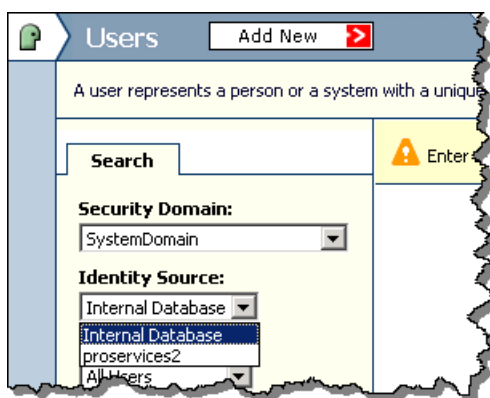 Users
Add New
A user represents a person or a system with a unique
Search
Enter
Security Domain:
SystemDomain
Identity Source:
Internal Database
Internal Database
proservices2
All Users